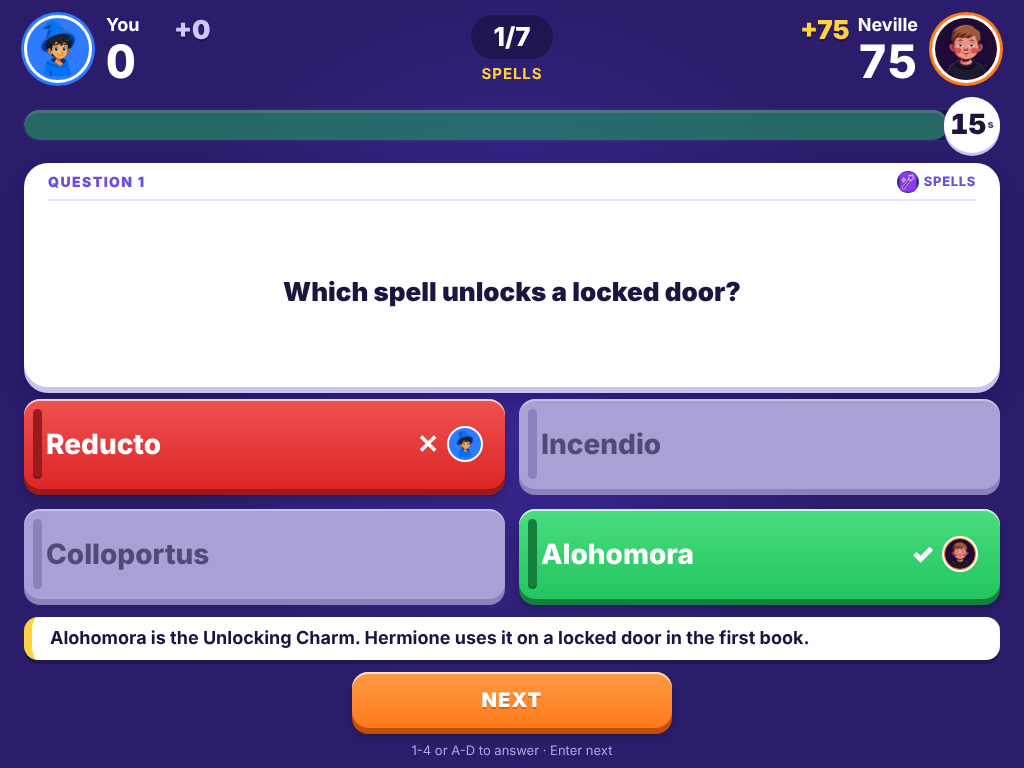 You +0 1/7 +75 Neville
0 SPELLS 75
15s
QUESTION 1 SPELLS
Which spell unlocks a locked door?
Reducto Incendio
Colloportus Alohomora
Alohomora is the Unlocking Charm. Hermione uses it on a locked door in the first book.
NEXT
1-4 or A-D to answer · Enter next